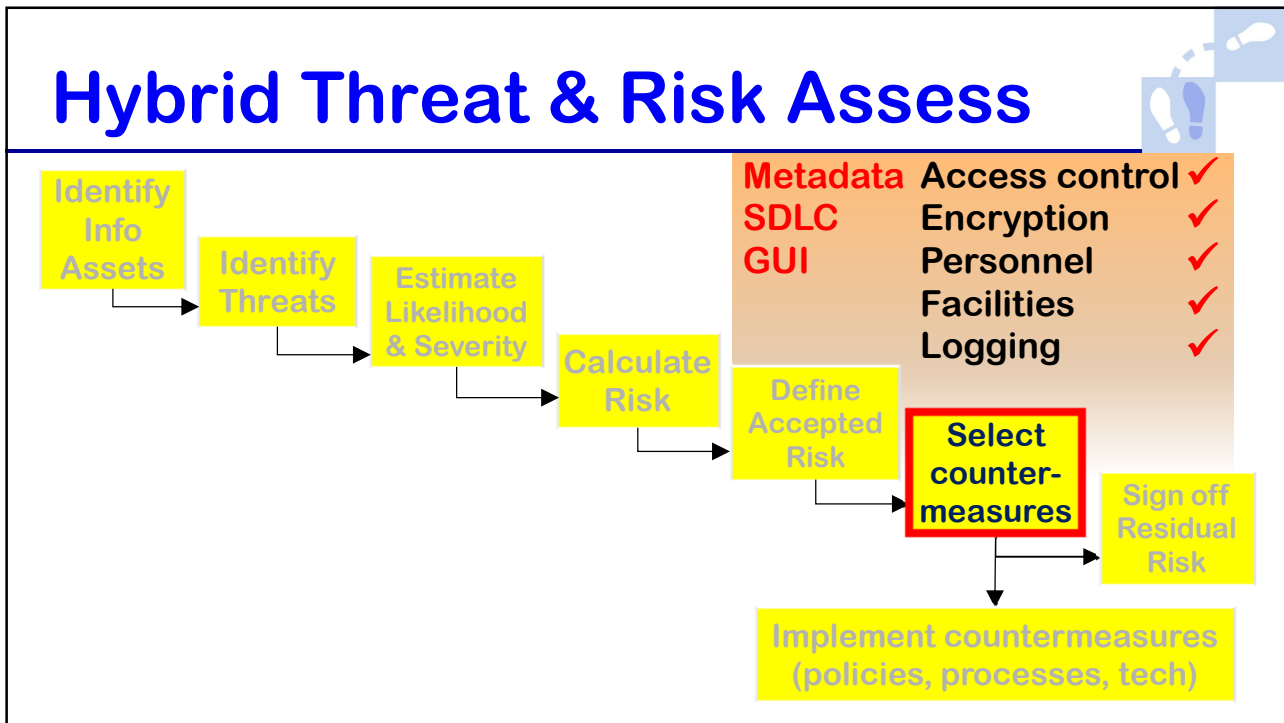 Hybrid Threat & Risk Assess
Identify
Info
Assets
Identify
Threats
Estimate
Likelihood
& Severity
Calculate
Risk
Define
Accepted
Risk
Metadata Access control ✓
SDLC Encryption ✓
GUI Personnel ✓
Facilities ✓
Logging ✓
Select
counter-
measures
Sign off
Residual
Risk
Implement countermeasures
(policies, processes, tech)